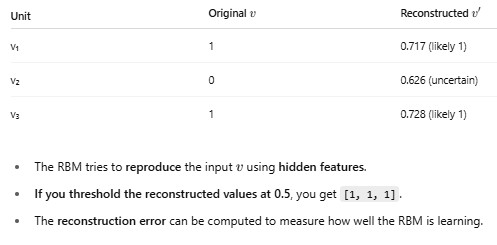 Unit Original v Reconstructed v′
v₁ 1 0.717 (likely 1)
v₂ 0 0.626 (uncertain)
v₃ 1 0.728 (likely 1)
• The RBM tries to reproduce the input v using hidden features.
• If you threshold the reconstructed values at 0.5, you get [1, 1, 1].
• The reconstruction error can be computed to measure how well the RBM is learning.